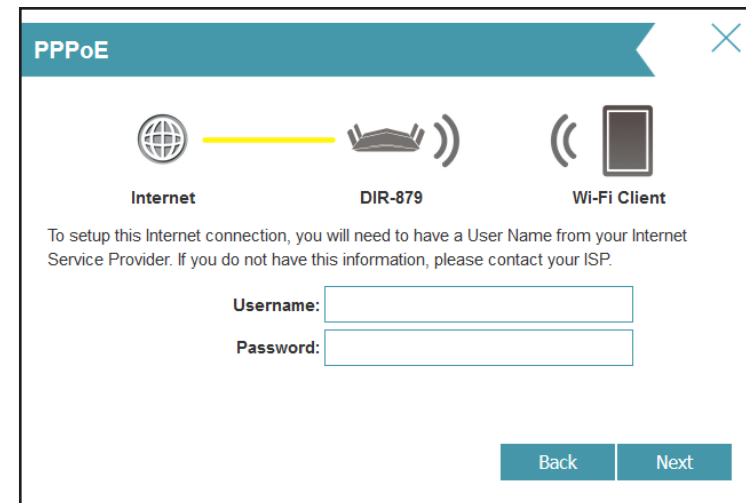 PPPoE
Internet DIR-879 Wi-Fi Client
To setup this Internet connection, you will need to have a User Name from your Internet
Service Provider. If you do not have this information, please contact your ISP.
Username:
Password:
Back Next